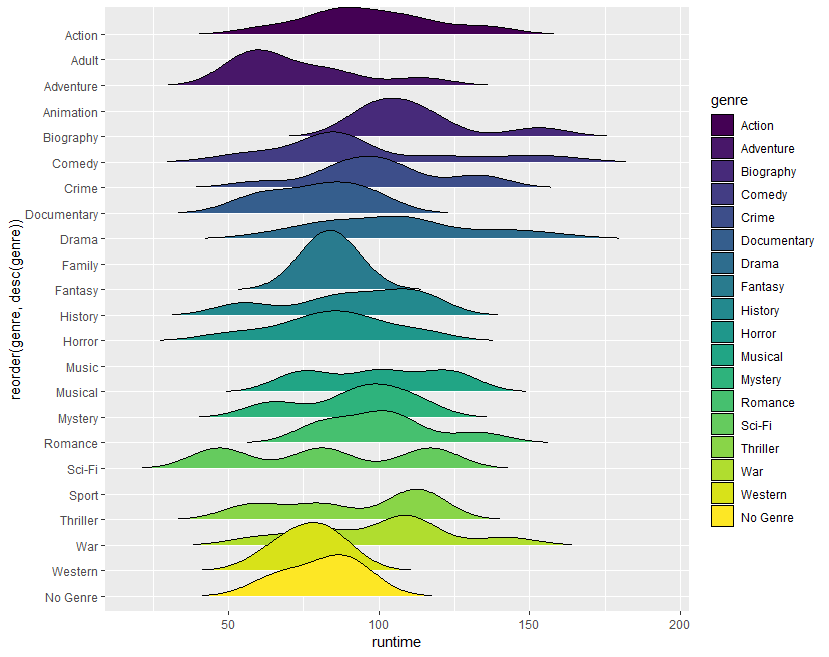 reorder(genre, desc(genre))
Action
Adult
Adventure
Animation
Biography
Comedy
Crime
Documentary
Drama
Family
Fantasy
History
Horror
Music
Musical
Mystery
Romance
Sci-Fi
Sport
Thriller
War
Western
No Genre
50 100 150 200
runtime
genre
Action
Adventure
Biography
Comedy
Crime
Documentary
Drama
Fantasy
History
Horror
Musical
Mystery
Romance
Sci-Fi
Thriller
War
Western
No Genre